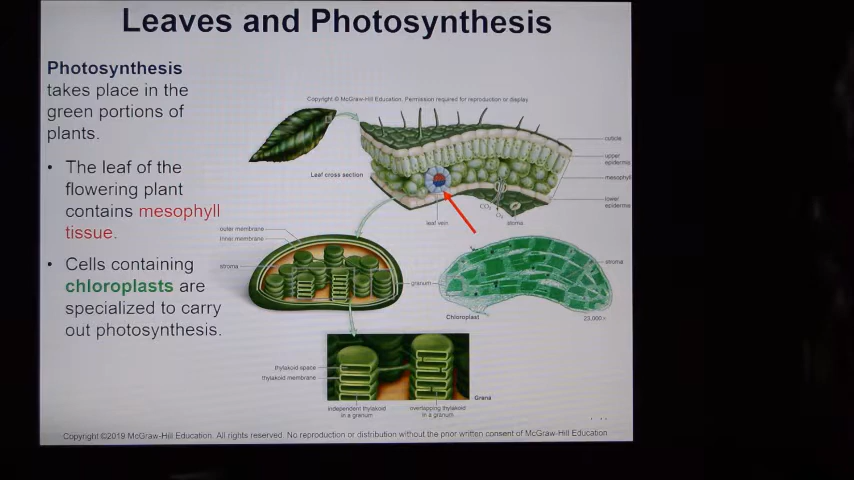 Leaves and Photosynthesis
Photosynthesis
takes place in the
green portions of
plants.
• The leaf of the
flowering plant
contains mesophyll
tissue.
• Cells containing
chloroplasts are
specialized to carry
out photosynthesis.
Copyright © McGraw-Hill Education. Permission required for reproduction or display.
Leaf cross section
cuticle
upper
epidermis
mesophyll
lower
epidermis
CO₂
O₂
leaf vein
stoma
outer membrane
inner membrane
stroma
granum
stroma
Chloroplast
23,000 ×
thylakoid space
thylakoid membrane
Grana
independent thylakoid
in a granum
overlapping thylakoid
in a granum
Copyright ©2019 McGraw-Hill Education. All rights reserved. No reproduction or distribution without the prior written consent of McGraw-Hill Education